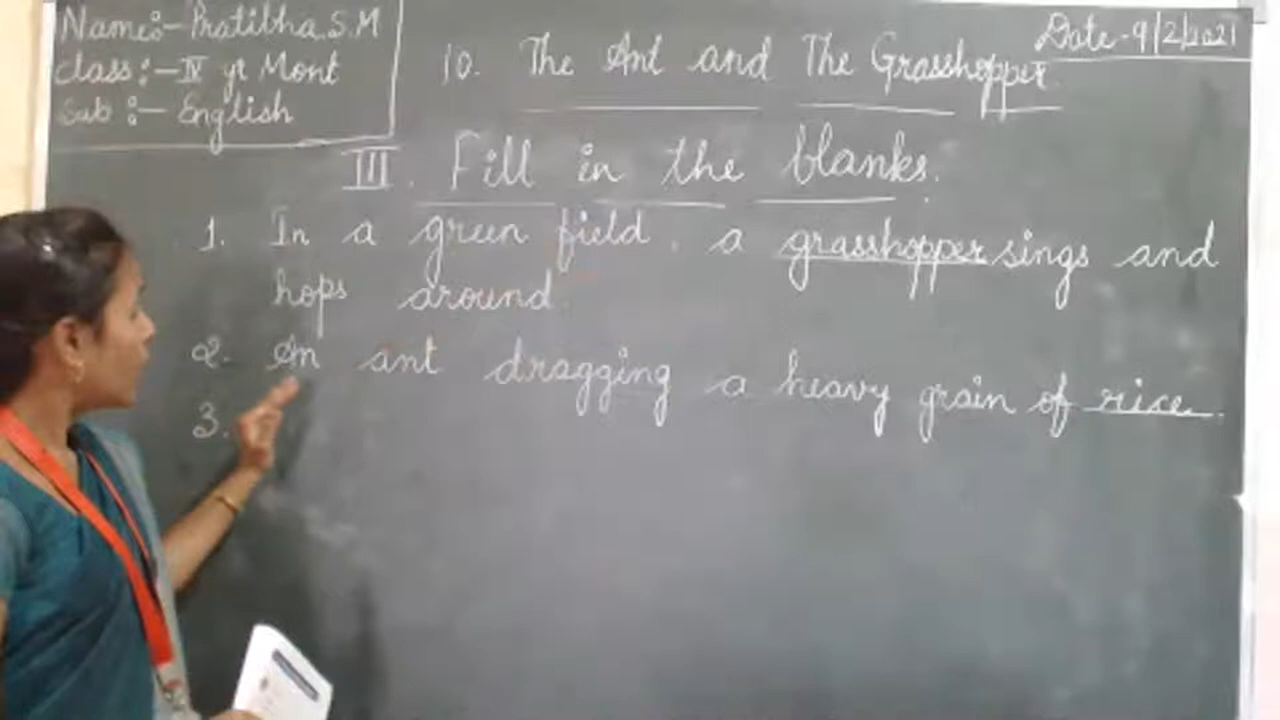 Name:- Pratibha.S.M
Class:- IV yr Mont
Sub :- English
Date-9/2/2021
10. The Ant and The Grasshopper
III. Fill in the blanks.
1. In a green field, a grasshopper sings and
hops around.
2. An ant dragging a heavy grain of rice.
3.